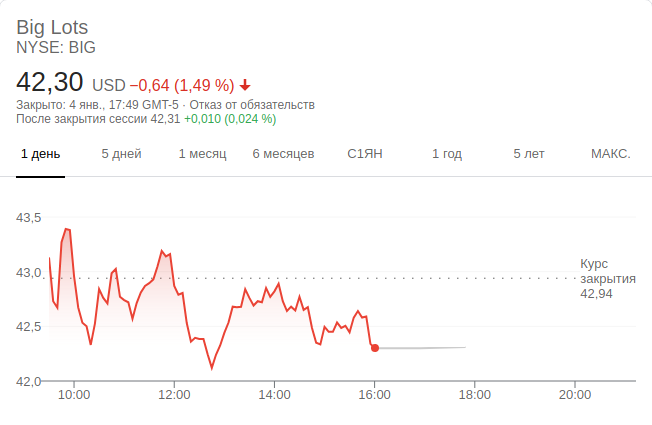 Big Lots
NYSE: BIG
42,30 USD −0,64 (1,49 %)
Закрыто: 4 янв., 17:49 GMT-5 · Отказ от обязательств
После закрытия сессии 42,31 +0,010 (0,024 %)
1 день 5 дней 1 месяц 6 месяцев С1ЯН 1 год 5 лет МАКС.
43,5
43,0
42,5
42,0
Курс
закрытия
42,94
10:00 12:00 14:00 16:00 18:00 20:00